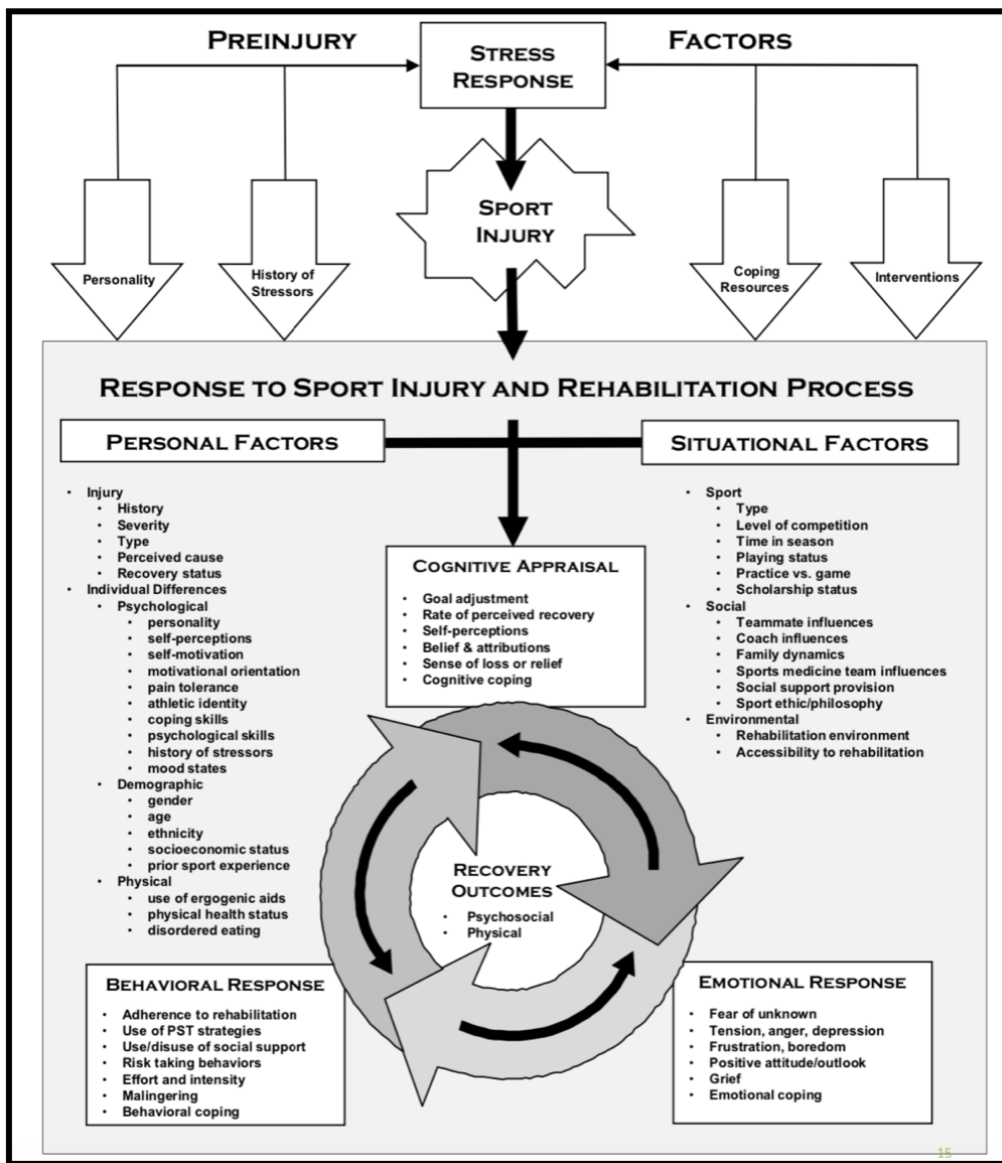 PREINJURY
FACTORS
STRESS
RESPONSE
SPORT
INJURY
Personality
History of
Stressors
Coping
Resources
Interventions
RESPONSE TO SPORT INJURY AND REHABILITATION PROCESS
PERSONAL FACTORS
SITUATIONAL FACTORS
• Injury
• History
• Severity
• Type
• Perceived cause
• Recovery status
• Individual Differences
• Psychological
• personality
• self-perceptions
• self-motivation
• motivational orientation
• pain tolerance
• athletic identity
• coping skills
• psychological skills
• history of stressors
• mood states
• Demographic
• gender
• age
• ethnicity
• socioeconomic status
• prior sport experience
• Physical
• use of ergogenic aids
• physical health status
• disordered eating
COGNITIVE APPRAISAL
• Goal adjustment
• Rate of perceived recovery
• Self-perceptions
• Belief & attributions
• Sense of loss or relief
• Cognitive coping
• Sport
• Type
• Level of competition
• Time in season
• Playing status
• Practice vs. game
• Scholarship status
• Social
• Teammate influences
• Coach influences
• Family dynamics
• Sports medicine team influences
• Social support provision
• Sport ethic/philosophy
• Environmental
• Rehabilitation environment
• Accessibility to rehabilitation
RECOVERY
OUTCOMES
• Psychosocial
• Physical
BEHAVIORAL RESPONSE
• Adherence to rehabilitation
• Use of PST strategies
• Use/disuse of social support
• Risk taking behaviors
• Effort and intensity
• Malingering
• Behavioral coping
EMOTIONAL RESPONSE
• Fear of unknown
• Tension, anger, depression
• Frustration, boredom
• Positive attitude/outlook
• Grief
• Emotional coping
15